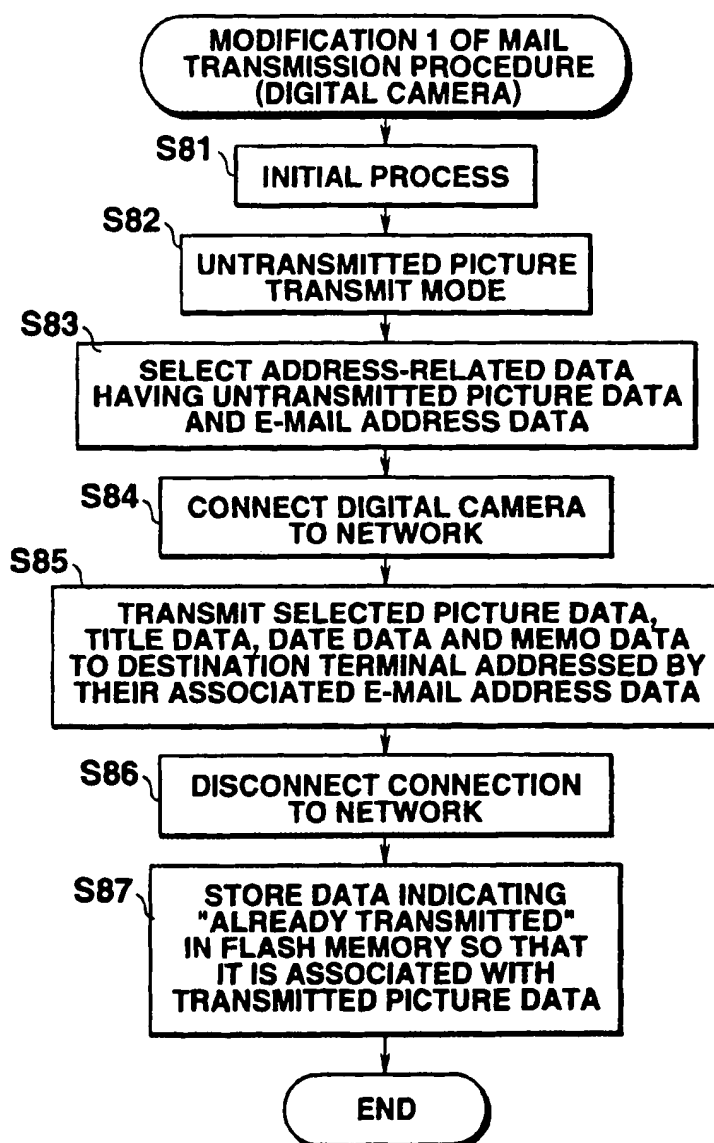 MODIFICATION 1 OF MAIL
TRANSMISSION PROCEDURE
(DIGITAL CAMERA)
S81
INITIAL PROCESS
S82
UNTRANSMITTED PICTURE
TRANSMIT MODE
S83
SELECT ADDRESS-RELATED DATA
HAVING UNTRANSMITTED PICTURE DATA
AND E-MAIL ADDRESS DATA
S84
CONNECT DIGITAL CAMERA
TO NETWORK
S85
TRANSMIT SELECTED PICTURE DATA,
TITLE DATA, DATE DATA AND MEMO DATA
TO DESTINATION TERMINAL ADDRESSED BY
THEIR ASSOCIATED E-MAIL ADDRESS DATA
S86
DISCONNECT CONNECTION
TO NETWORK
S87
STORE DATA INDICATING
"ALREADY TRANSMITTED"
IN FLASH MEMORY SO THAT
IT IS ASSOCIATED WITH
TRANSMITTED PICTURE DATA
END